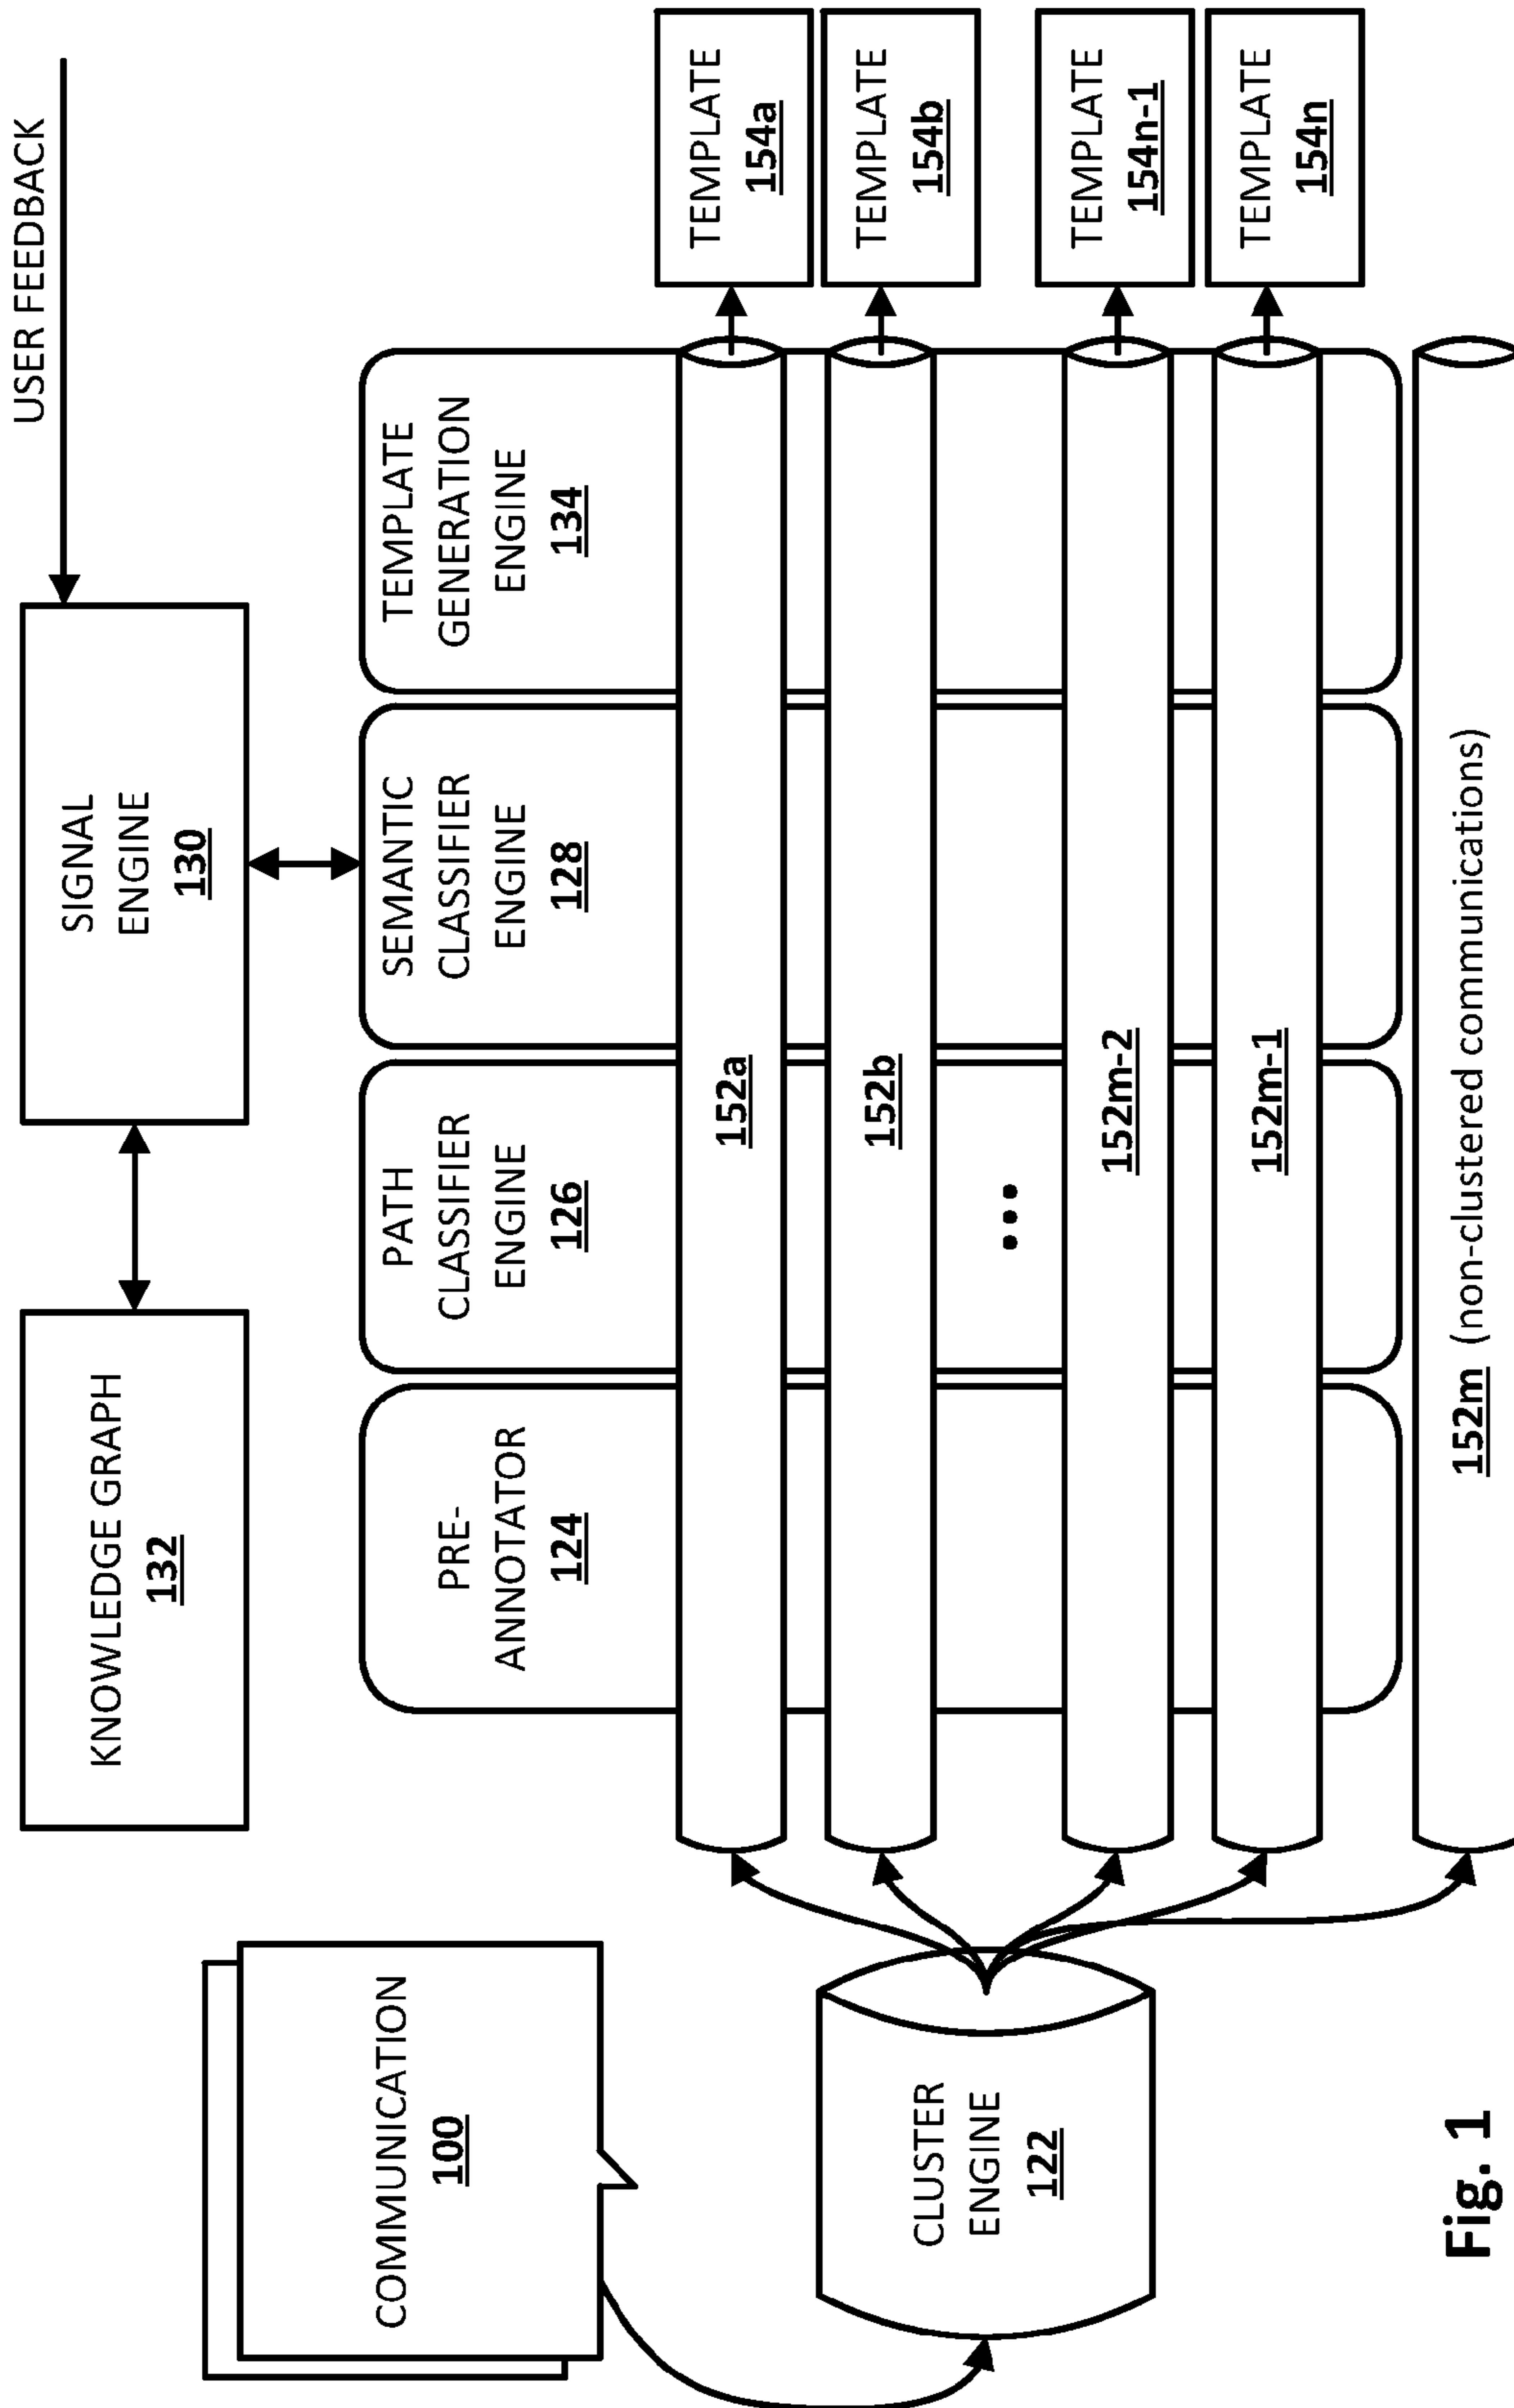 USER FEEDBACK
KNOWLEDGE GRAPH
132
SIGNAL
ENGINE
130
COMMUNICATION
100
PRE-
ANNOTATOR
124
PATH
CLASSIFIER
ENGINE
126
SEMANTIC
CLASSIFIER
ENGINE
128
TEMPLATE
GENERATION
ENGINE
134
CLUSTER
ENGINE
122
152a
152b
...
152m-2
152m-1
152m (non-clustered communications)
TEMPLATE
154a
TEMPLATE
154b
TEMPLATE
154n-1
TEMPLATE
154n
Fig. 1